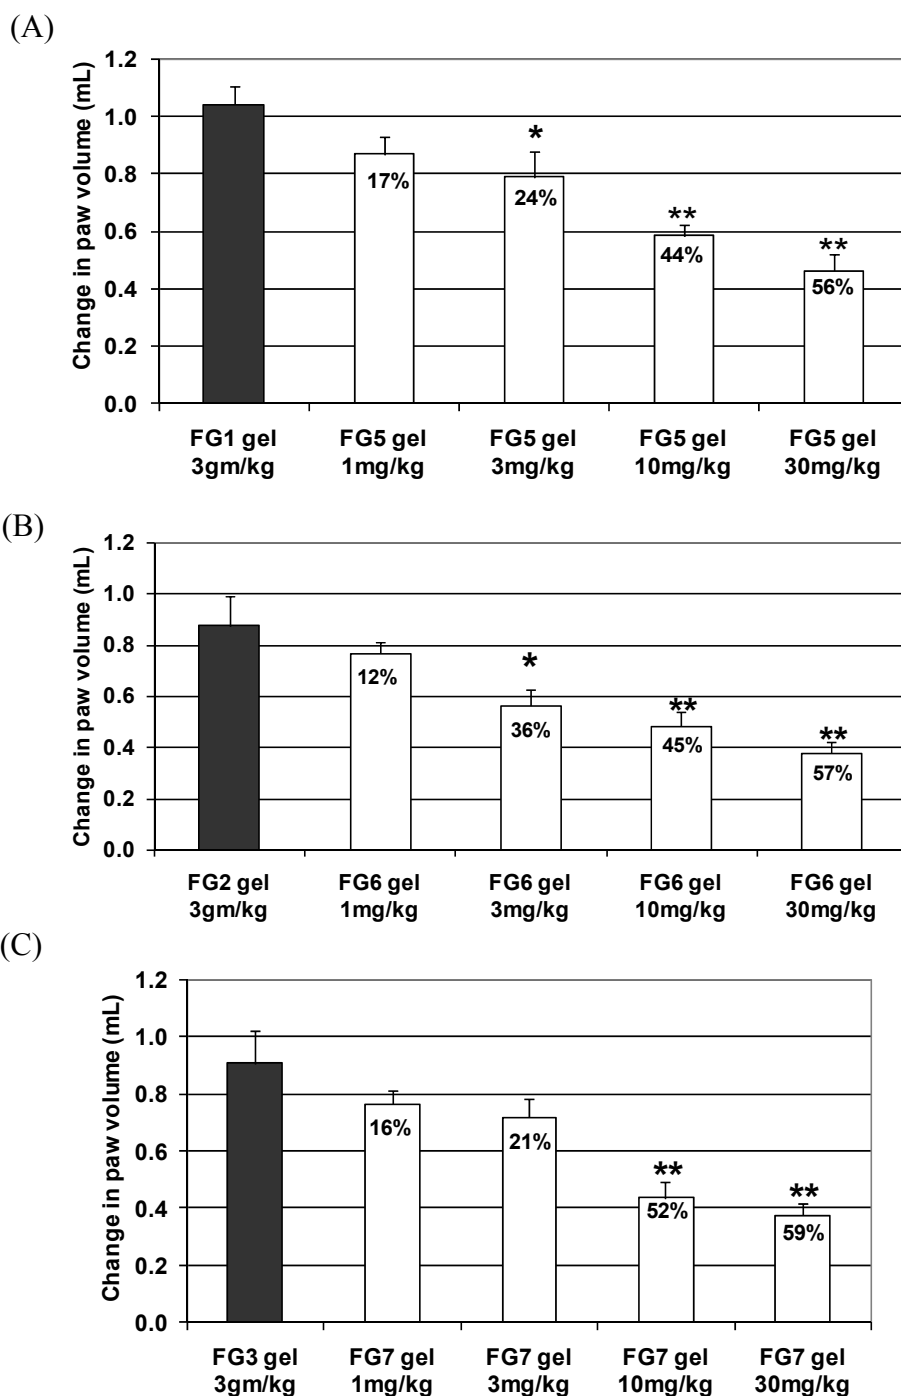 (A)
Change in paw volume (mL)
1.2
1.0
0.8
0.6
0.4
0.2
0.0
17%
*
24%
**
44%
**
56%
FG1 gel
3gm/kg
FG5 gel
1mg/kg
FG5 gel
3mg/kg
FG5 gel
10mg/kg
FG5 gel
30mg/kg
(B)
Change in paw volume (mL)
1.2
1.0
0.8
0.6
0.4
0.2
0.0
12%
*
36%
**
45%
**
57%
FG2 gel
3gm/kg
FG6 gel
1mg/kg
FG6 gel
3mg/kg
FG6 gel
10mg/kg
FG6 gel
30mg/kg
(C)
Change in paw volume (mL)
1.2
1.0
0.8
0.6
0.4
0.2
0.0
16%
21%
**
52%
**
59%
FG3 gel
3gm/kg
FG7 gel
1mg/kg
FG7 gel
3mg/kg
FG7 gel
10mg/kg
FG7 gel
30mg/kg